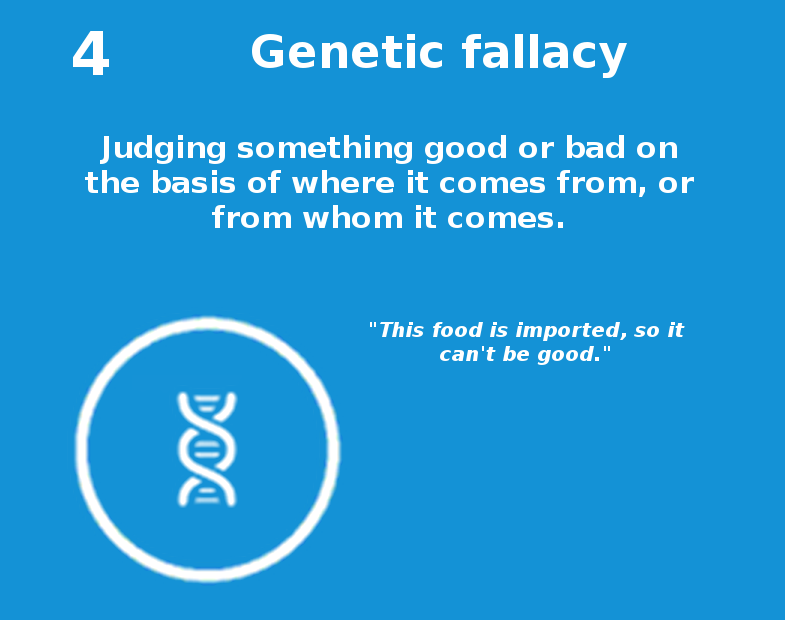 4 Genetic fallacy
Judging something good or bad on
the basis of where it comes from, or
from whom it comes.
"This food is imported, so it
can't be good."